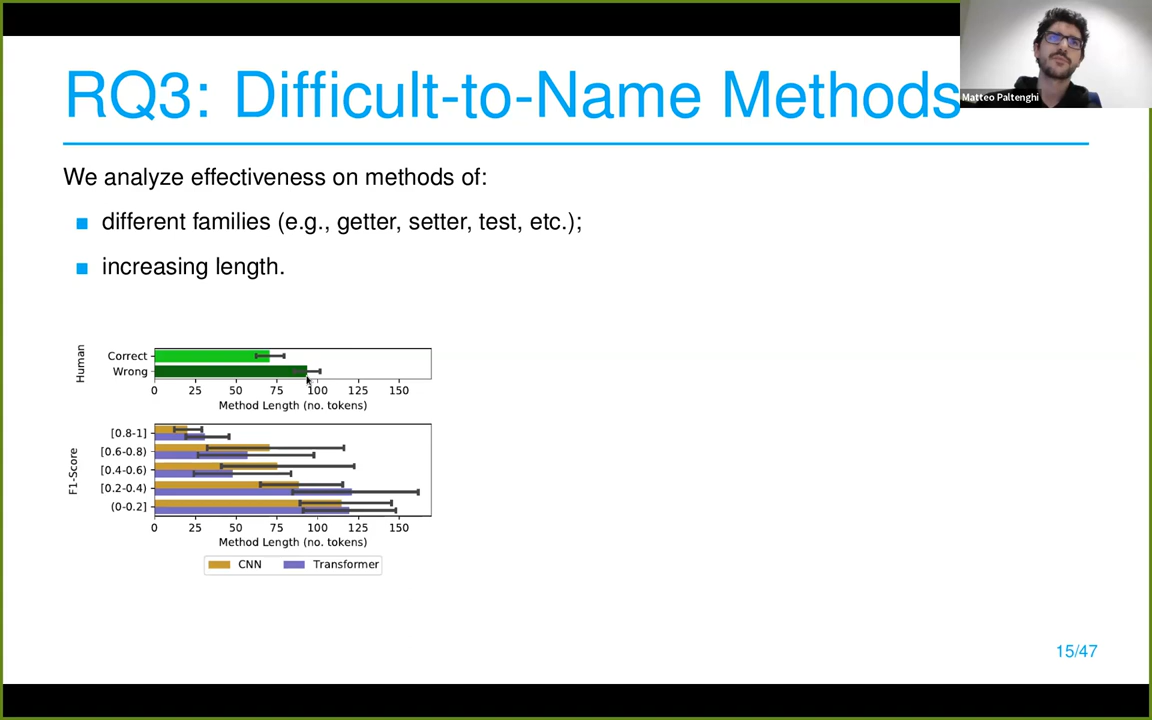 RQ3: Difficult-to-Name Methods
Matteo Paltenghi
We analyze effectiveness on methods of:
different families (e.g., getter, setter, test, etc.);
increasing length.
Human
Correct
Wrong
0 25 50 75 100 125 150
Method Length (no. tokens)
F1-Score
[0.8-1]
[0.6-0.8)
[0.4-0.6)
[0.2-0.4)
(0-0.2]
0 25 50 75 100 125 150
Method Length (no. tokens)
CNN Transformer
15/47